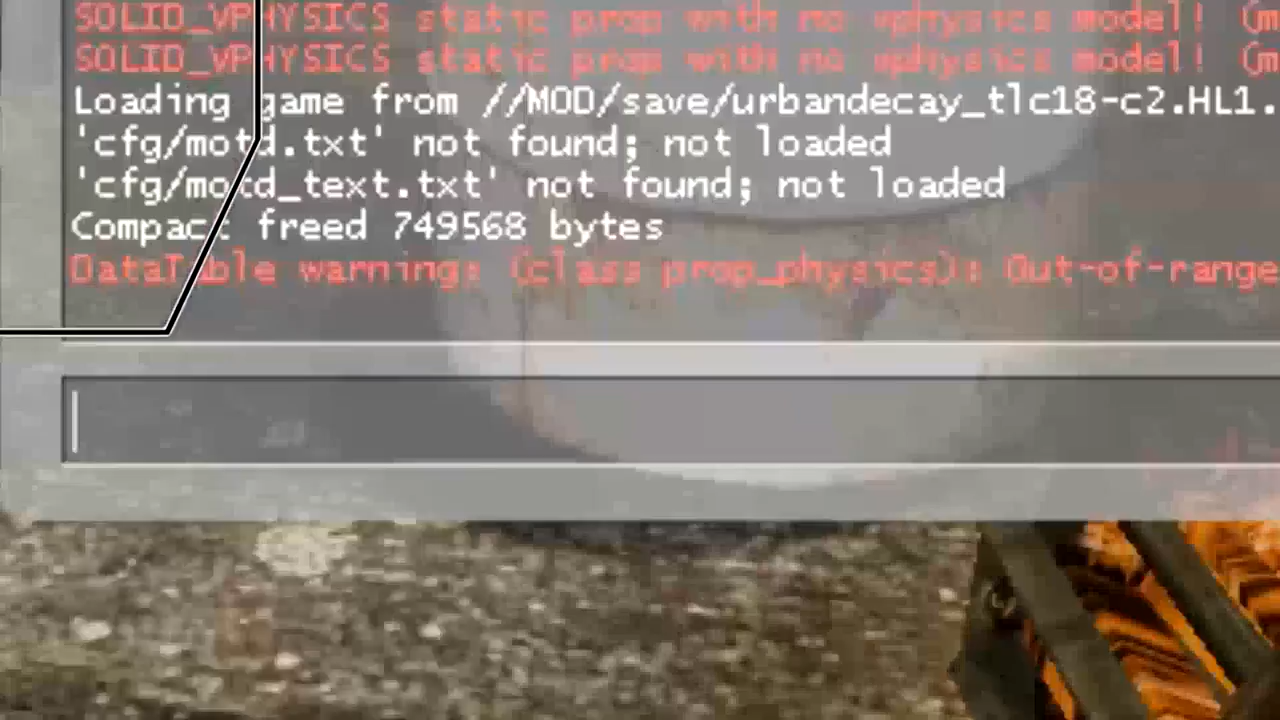 SOLID_VPHYSICS static prop with no vphysics model! (m
SOLID_VPHYSICS static prop with no vphysics model! (m
Loading game from //MOD/save/urbandecay_tlc18-c2.HL1.
'cfg/motd.txt' not found; not loaded
'cfg/motd_text.txt' not found; not loaded
Compact freed 749568 bytes
DataTable warning: (class prop_physics): Out-of-range